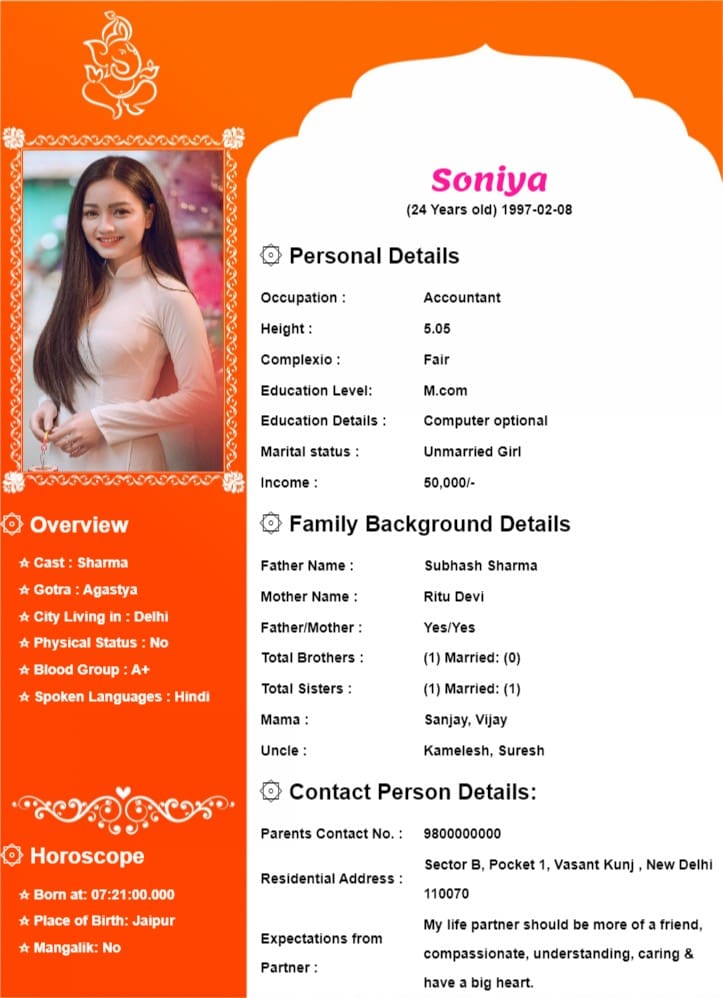 Soniya
(24 Years old) 1997-02-08
Personal Details
Occupation : Accountant
Height : 5.05
Complexio : Fair
Education Level: M.com
Education Details : Computer optional
Marital status : Unmarried Girl
Income : 50,000/-
Family Background Details
Father Name : Subhash Sharma
Mother Name : Ritu Devi
Father/Mother : Yes/Yes
Total Brothers : (1) Married: (0)
Total Sisters : (1) Married: (1)
Mama : Sanjay, Vijay
Uncle : Kamelesh, Suresh
Contact Person Details:
Parents Contact No. : 9800000000
Residential Address : Sector B, Pocket 1, Vasant Kunj , New Delhi
110070
Expectations from
Partner :
My life partner should be more of a friend,
compassionate, understanding, caring &
have a big heart.
Overview
☆ Cast : Sharma
☆ Gotra : Agastya
☆ City Living in : Delhi
☆ Physical Status : No
☆ Blood Group : A+
☆ Spoken Languages : Hindi
Horoscope
☆ Born at: 07:21:00.000
☆ Place of Birth: Jaipur
☆ Mangalik: No